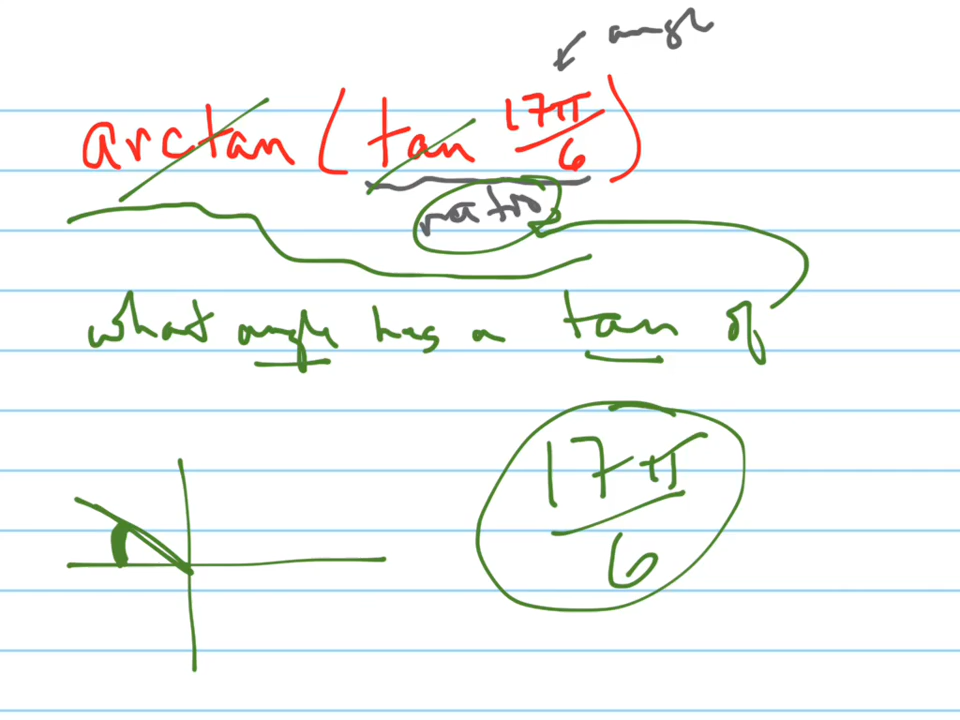 angle
arctan (tan 17π/6)
ratio
what angle has a tan of
17π/6